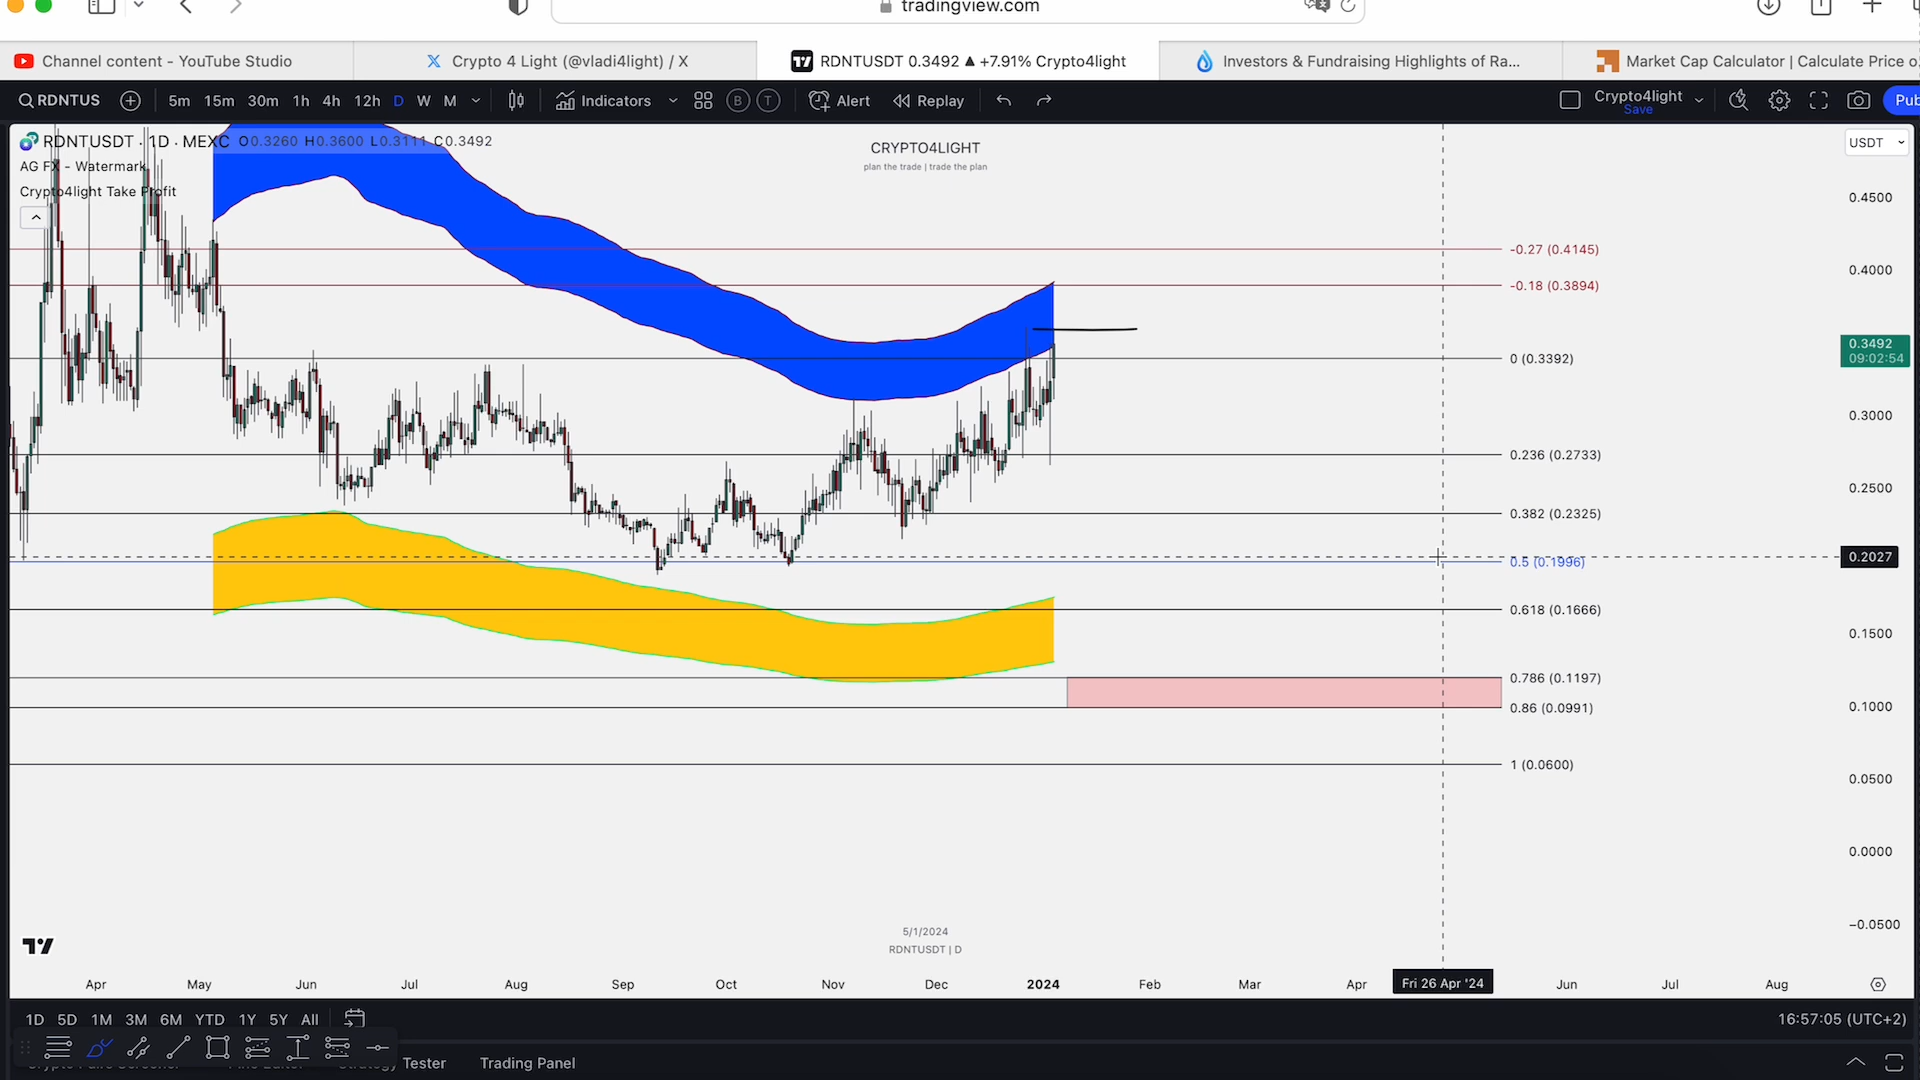 tradingview.com
Channel content - YouTube Studio
Crypto 4 Light (@vladi4light) / X
RDNTUSDT 0.3492 ▲ +7.91% Crypto4light
Investors & Fundraising Highlights of Ra...
Market Cap Calculator | Calculate Price o
RDNTUS
5m 15m 30m 1h 4h 12h D W M
Indicators
B T
Alert
Replay
Crypto4light
Save
Pub
RDNTUSDT · 1D · MEXC O0.3260 H0.3600 L0.3111 C0.3492
AG FX - Watermark
Crypto4light Take Profit
CRYPTO4LIGHT
plan the trade | trade the plan
USDT
0.4500
-0.27 (0.4145)
0.4000
-0.18 (0.3894)
0.3492
09:02:54
0 (0.3392)
0.3000
0.236 (0.2733)
0.2500
0.382 (0.2325)
0.2027
0.5 (0.1996)
0.618 (0.1666)
0.1500
0.786 (0.1197)
0.1000
0.86 (0.0991)
1 (0.0600)
0.0500
0.0000
−0.0500
5/1/2024
RDNTUSDT | D
Apr May Jun Jul Aug Sep Oct Nov Dec 2024 Feb Mar Apr Fri 26 Apr '24 Jun Jul Aug
1D 5D 1M 3M 6M YTD 1Y 5Y All
16:57:05 (UTC+2)
Tester
Trading Panel